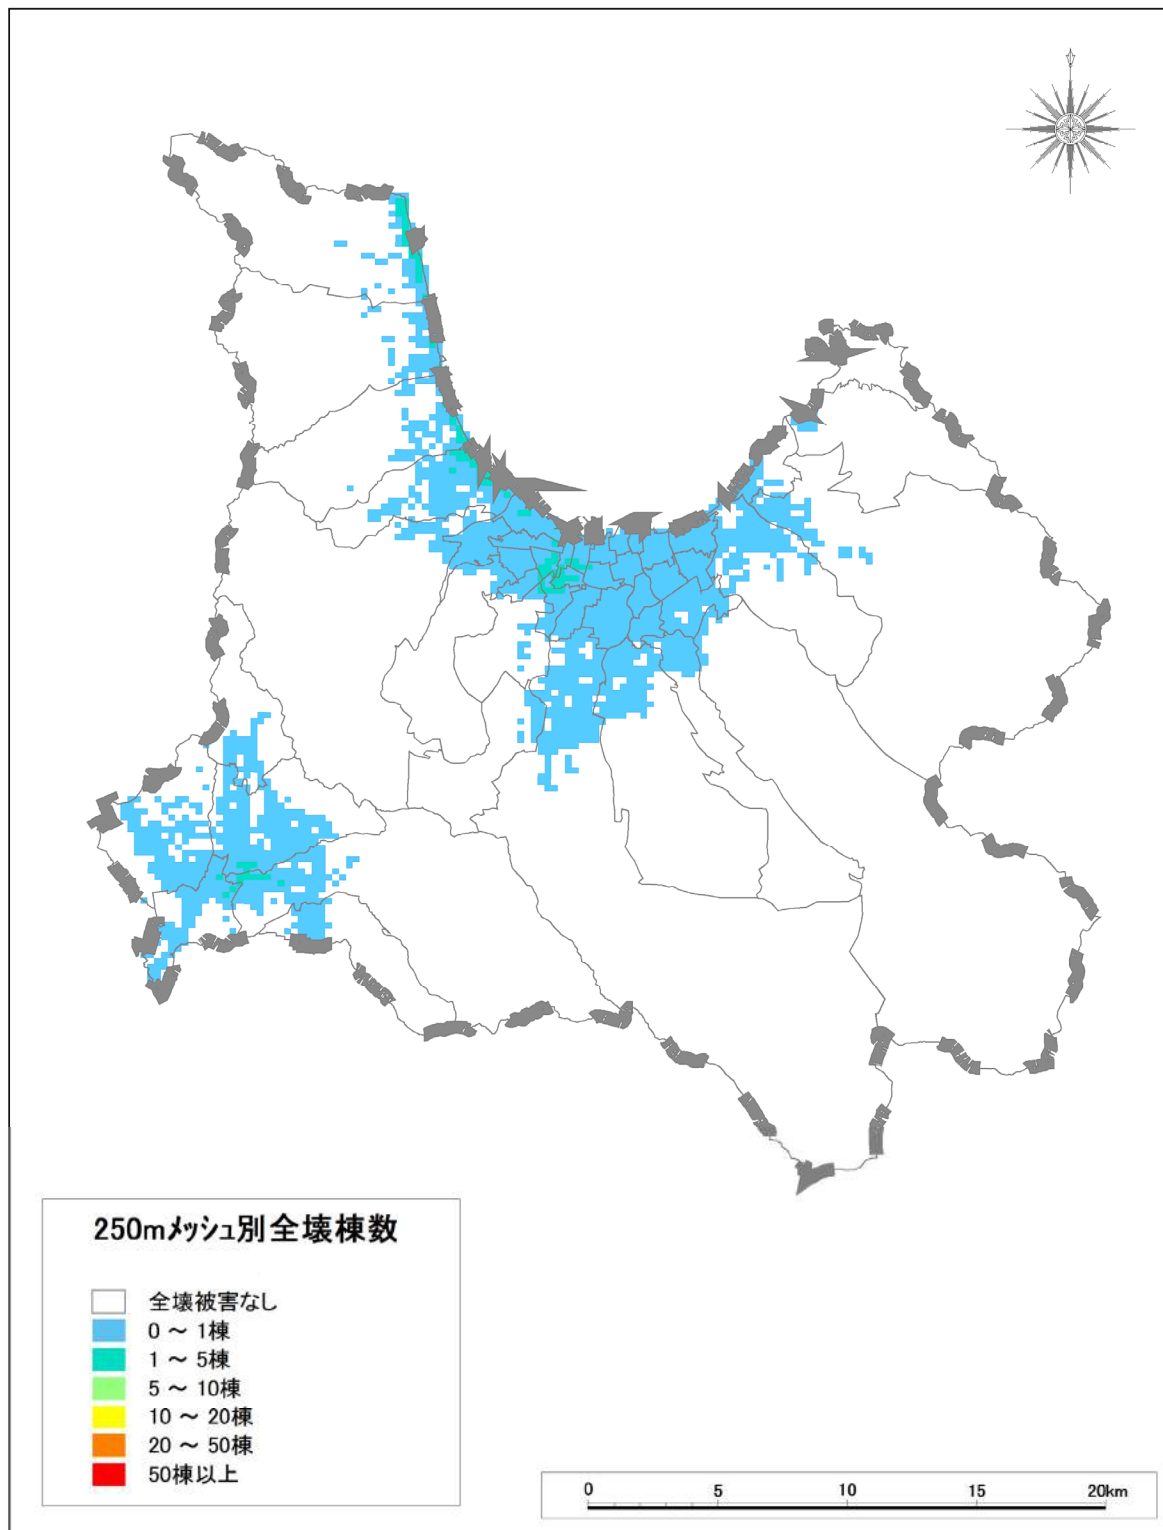 250mメッシュ別全壊棟数
全壊被害なし
0 ～ 1棟
1 ～ 5棟
5 ～ 10棟
10 ～ 20棟
20 ～ 50棟
50棟以上
0 5 10 15 20km